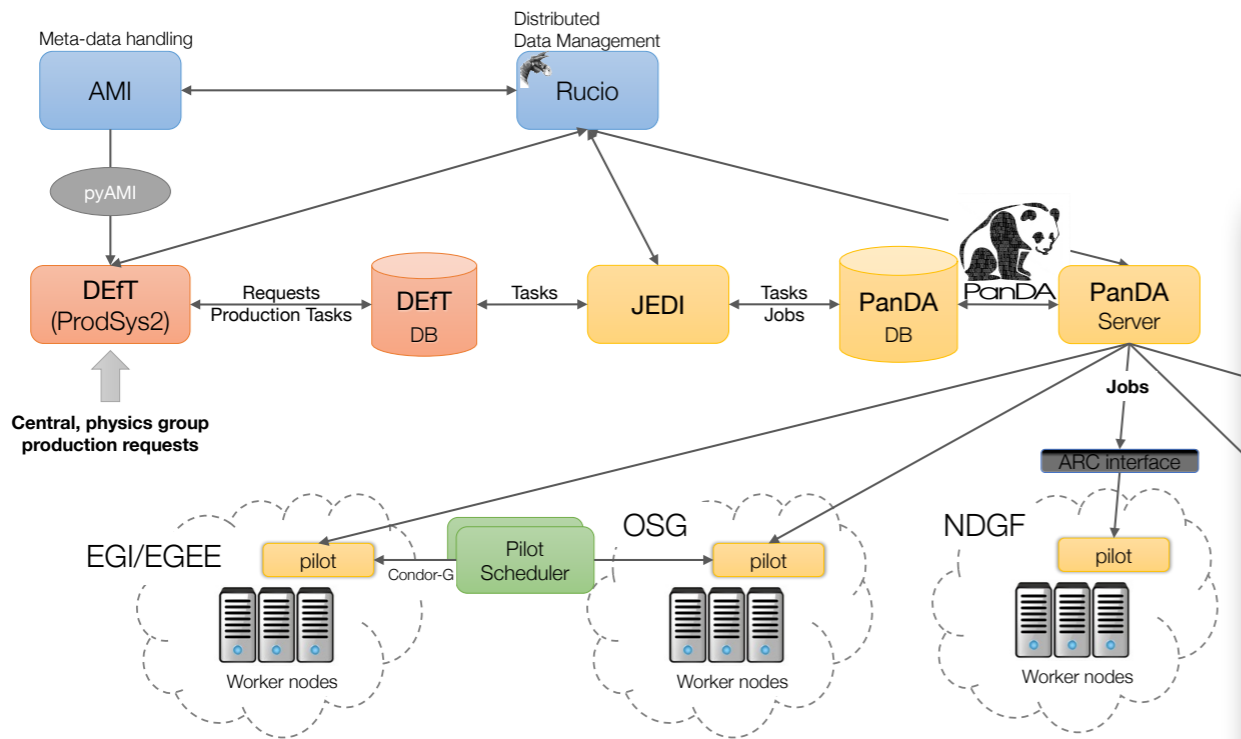 Meta-data handling
Distributed
Data Management
AMI
Rucio
pyAMI
DEfT
(ProdSys2)
Requests
Production Tasks
DEfT
DB
Tasks
JEDI
Tasks
Jobs
PanDA
DB
PanDA
PanDA
Server
Central, physics group
production requests
Jobs
ARC interface
EGI/EGEE
pilot
Condor-G
Pilot
Scheduler
OSG
pilot
NDGF
pilot
Worker nodes
Worker nodes
Worker nodes